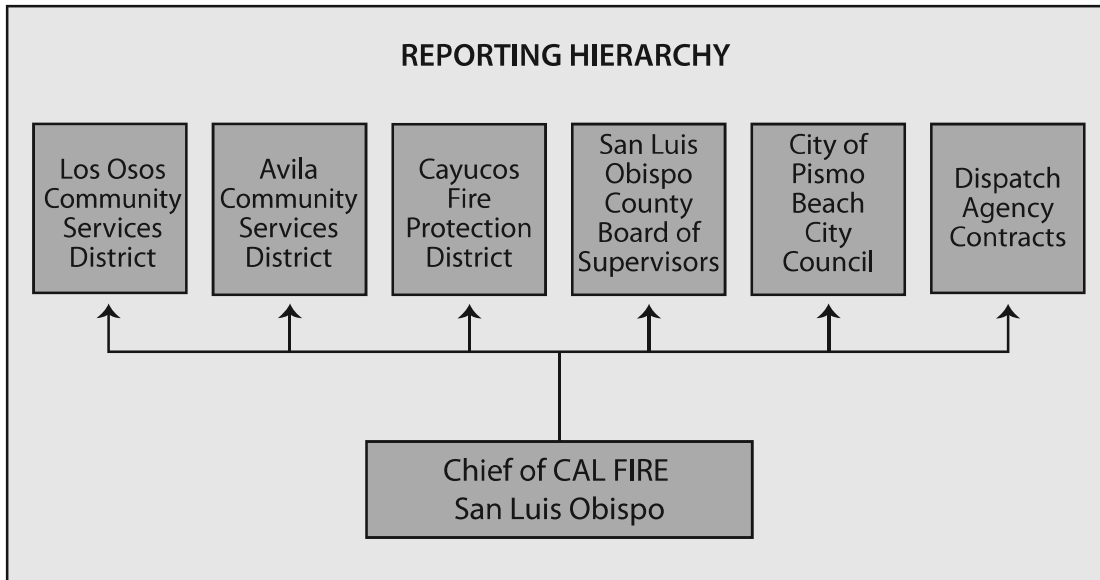 REPORTING HIERARCHY
Los Osos
Community
Services
District
Avila
Community
Services
District
Cayucos
Fire
Protection
District
San Luis
Obispo
County
Board of
Supervisors
City of
Pismo
Beach
City
Council
Dispatch
Agency
Contracts
Chief of CAL FIRE
San Luis Obispo